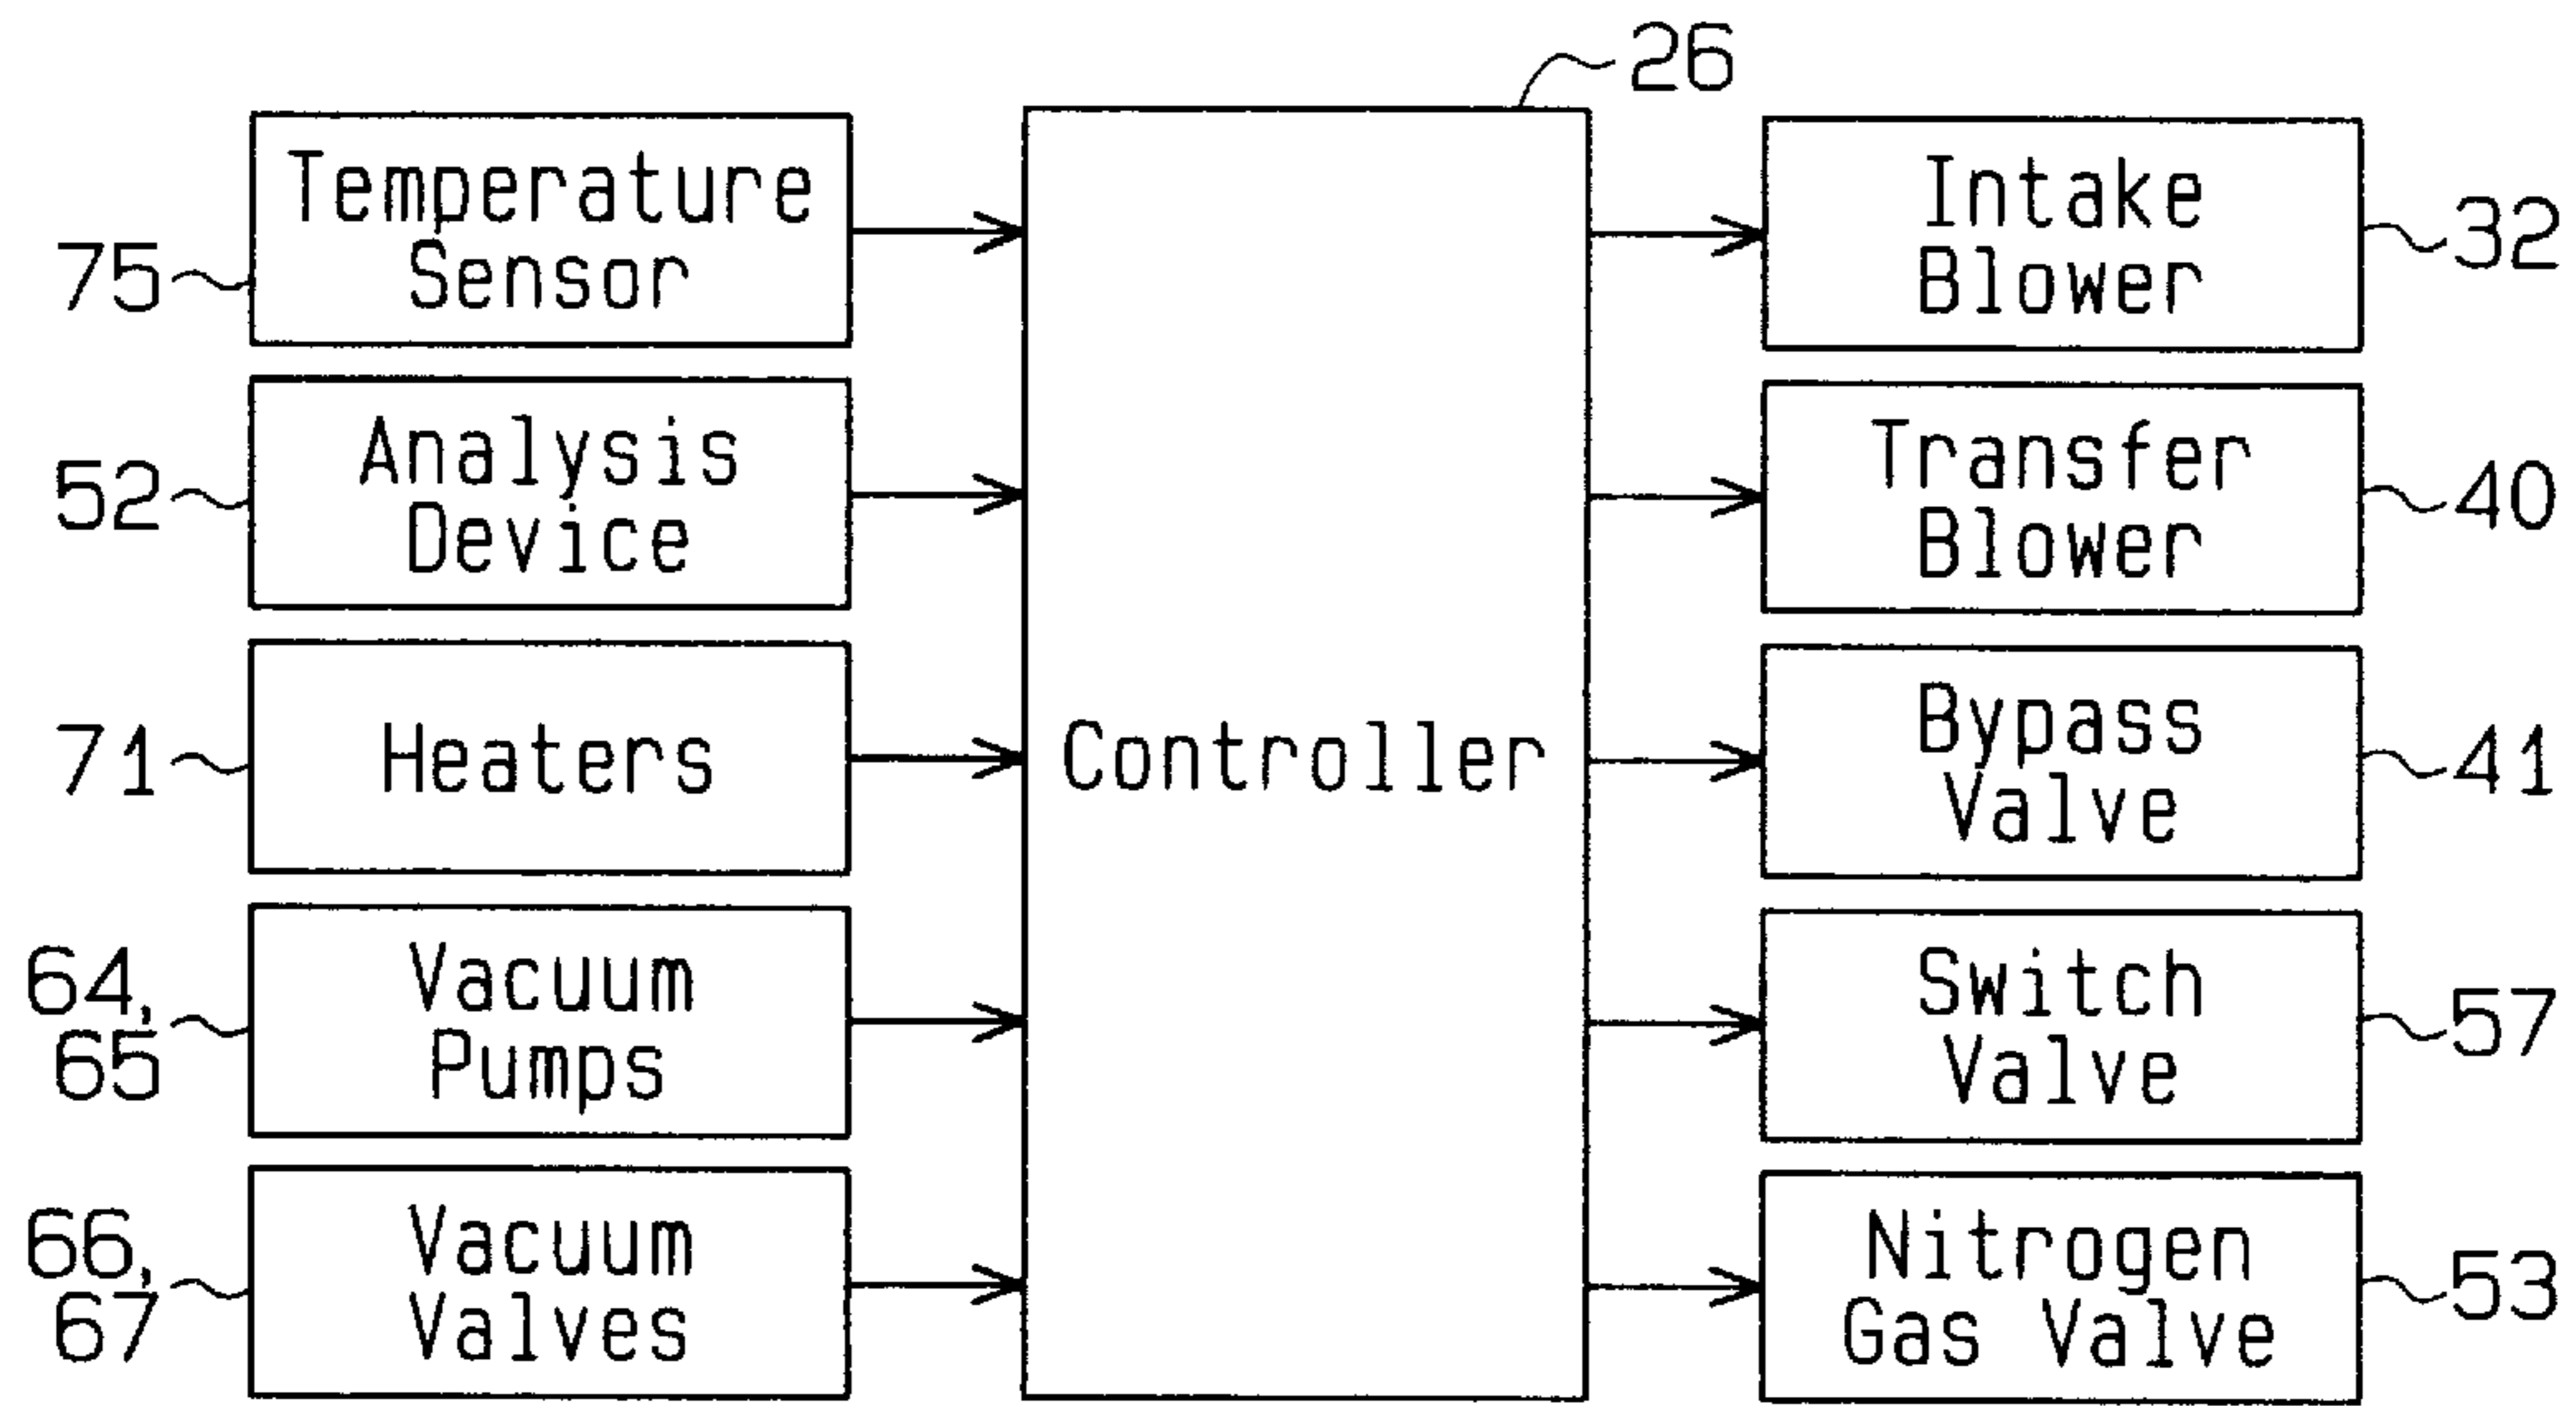 26
Temperature
Sensor
75
Analysis
Device
52
Heaters
71
Vacuum
Pumps
64,
65
Vacuum
Valves
66,
67
Controller
Intake
Blower
32
Transfer
Blower
40
Bypass
Valve
41
Switch
Valve
57
Nitrogen
Gas Valve
53